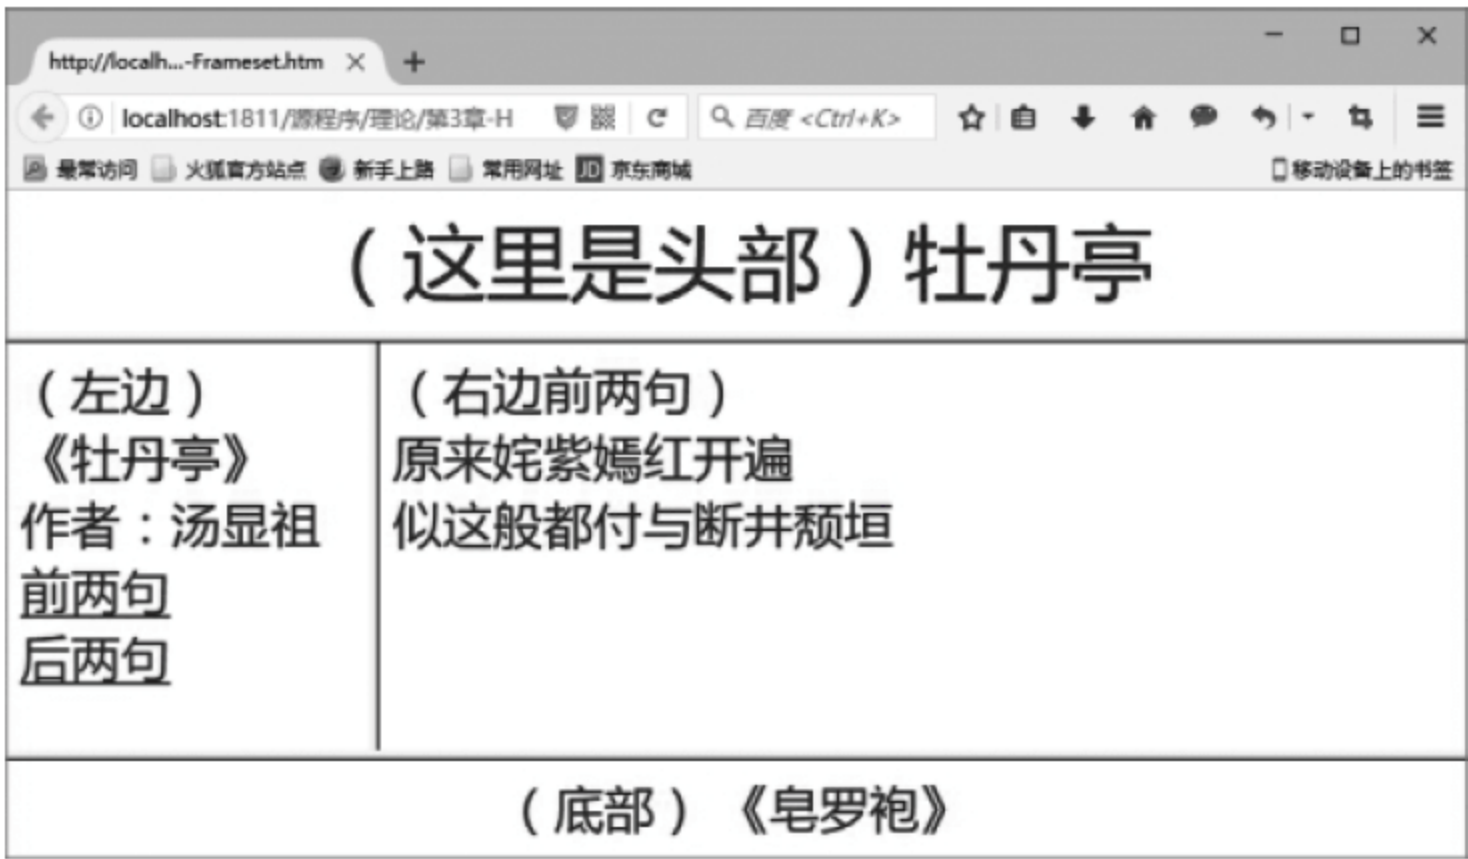 http://localh...-Frameset.htm
localhost:1811/源程序/理论/第3章-H
百度 <Ctrl+K>
最常访问 火狐官方站点 新手上路 常用网址 JD 京东商城 移动设备上的书签
（这里是头部）牡丹亭
（左边）
《牡丹亭》
作者：汤显祖
前两句
后两句
（右边前两句）
原来姹紫嫣红开遍
似这般都付与断井颓垣
（底部）《皂罗袍》